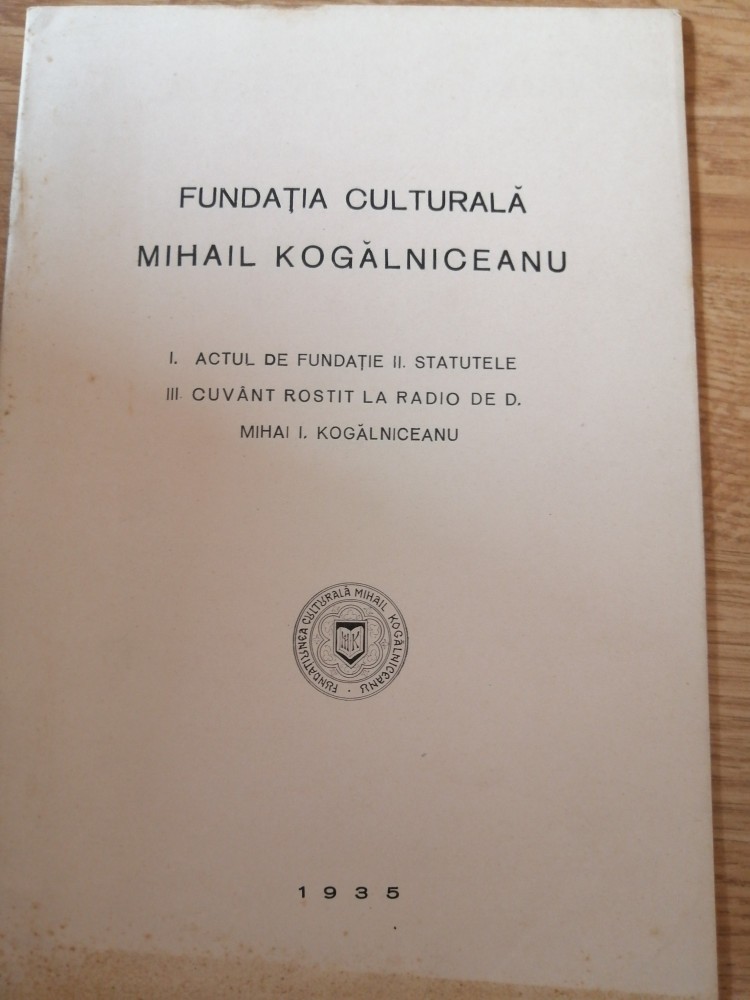 FUNDAȚIA CULTURALĂ
MIHAIL KOGĂLNICEANU
I. ACTUL DE FUNDAȚIE II. STATUTELE
III. CUVÂNT ROSTIT LA RADIO DE D.
MIHAI I. KOGĂLNICEANU
FUNDAȚIUNEA CULTURALĂ MIHAIL KOGĂLNICEANU
MK
1935